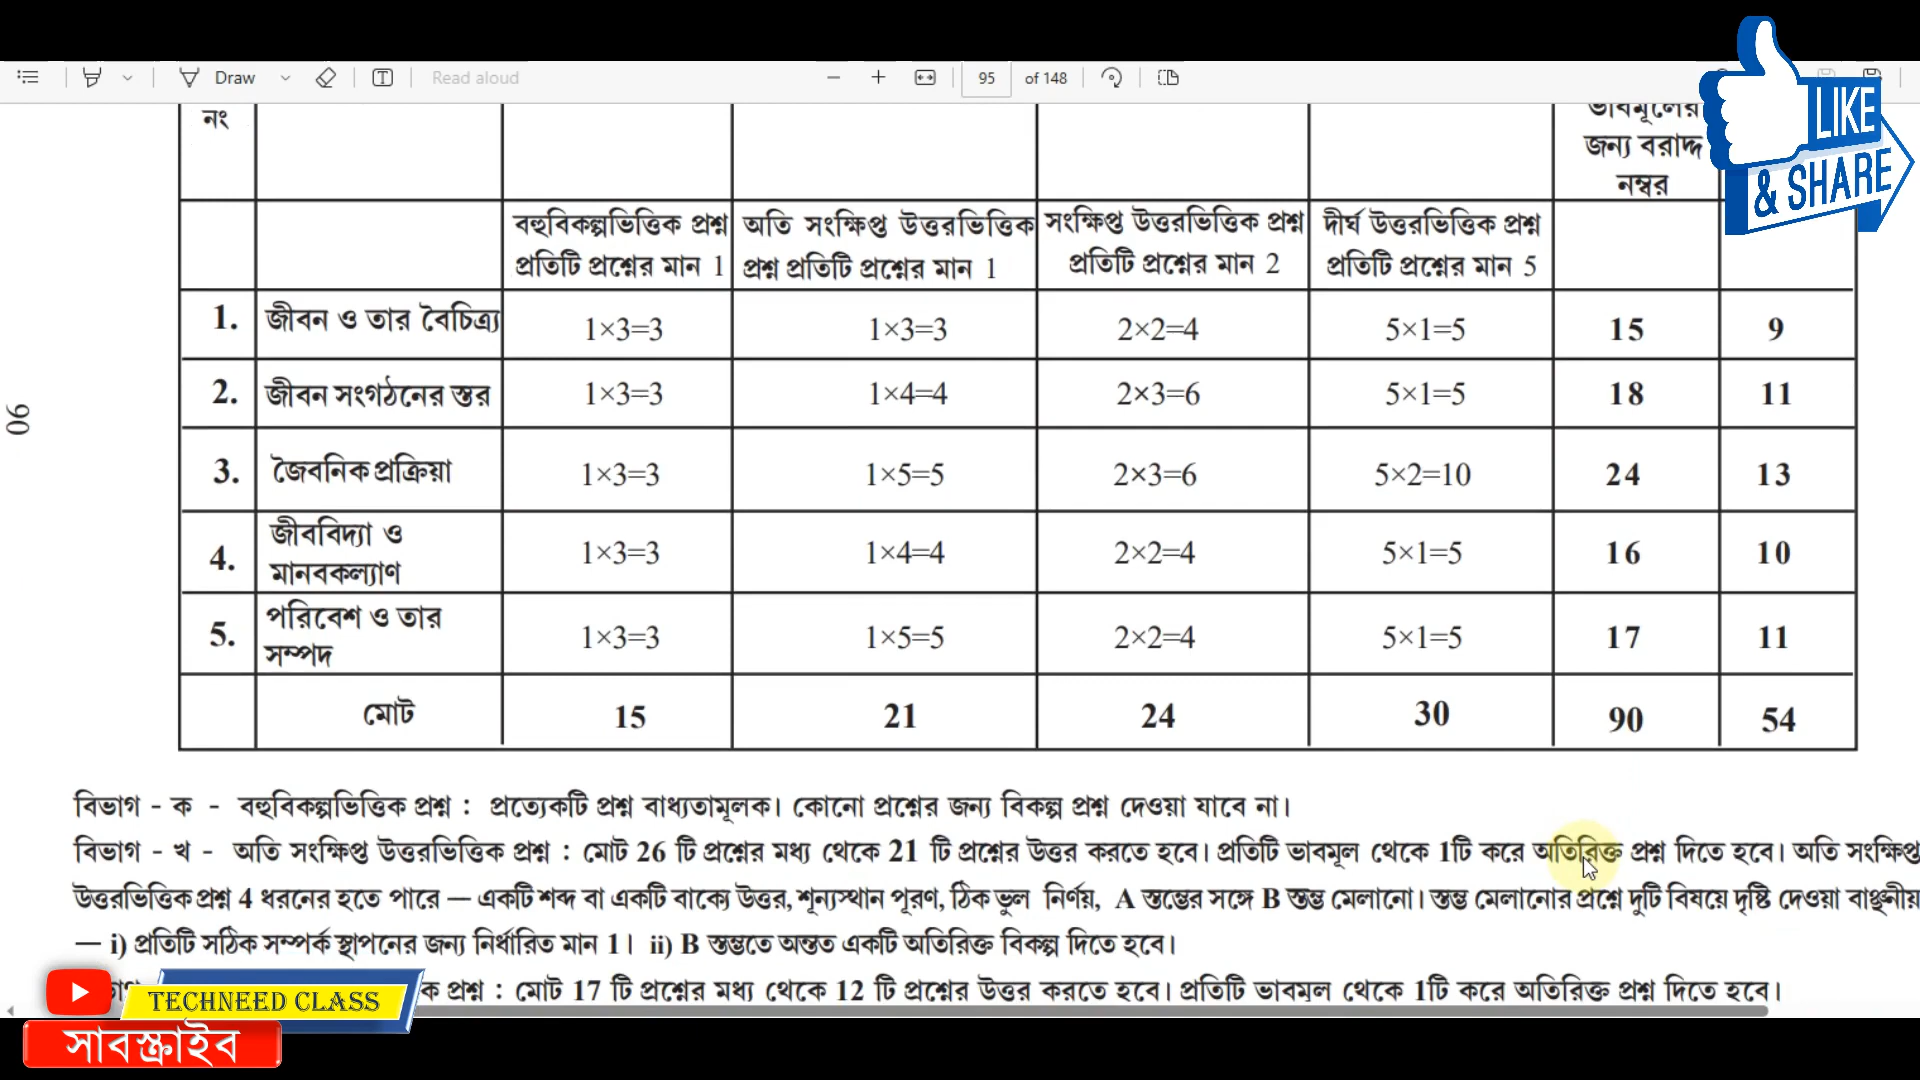 Draw
Read aloud
95 of 148
LIKE
& SHARE
নং
ভাবমূলের
জন্য বরাদ্দ
নম্বর
বহুবিকল্পভিত্তিক প্রশ্ন প্রতিটি প্রশ্নের মান 1
অতি সংক্ষিপ্ত উত্তরভিত্তিক প্রশ্ন প্রতিটি প্রশ্নের মান 1
সংক্ষিপ্ত উত্তরভিত্তিক প্রশ্ন প্রতিটি প্রশ্নের মান 2
দীর্ঘ উত্তরভিত্তিক প্রশ্ন প্রতিটি প্রশ্নের মান 5
1. জীবন ও তার বৈচিত্র্য 1×3=3 1×3=3 2×2=4 5×1=5 15 9
2. জীবন সংগঠনের স্তর 1×3=3 1×4=4 2×3=6 5×1=5 18 11
3. জৈবনিক প্রক্রিয়া 1×3=3 1×5=5 2×3=6 5×2=10 24 13
4. জীববিদ্যা ও মানবকল্যাণ 1×3=3 1×4=4 2×2=4 5×1=5 16 10
5. পরিবেশ ও তার সম্পদ 1×3=3 1×5=5 2×2=4 5×1=5 17 11
মোট 15 21 24 30 90 54
90
বিভাগ - ক - বহুবিকল্পভিত্তিক প্রশ্ন : প্রত্যেকটি প্রশ্ন বাধ্যতামূলক। কোনো প্রশ্নের জন্য বিকল্প প্রশ্ন দেওয়া যাবে না।
বিভাগ - খ - অতি সংক্ষিপ্ত উত্তরভিত্তিক প্রশ্ন : মোট 26 টি প্রশ্নের মধ্য থেকে 21 টি প্রশ্নের উত্তর করতে হবে। প্রতিটি ভাবমূল থেকে 1টি করে অতিরিক্ত প্রশ্ন দিতে হবে। অতি সংক্ষিপ্ত
উত্তরভিত্তিক প্রশ্ন 4 ধরনের হতে পারে — একটি শব্দ বা একটি বাক্যে উত্তর, শূন্যস্থান পূরণ, ঠিক ভুল নির্ণয়, A স্তম্ভের সঙ্গে B স্তম্ভ মেলানো। স্তম্ভ মেলানোর প্রশ্নে দুটি বিষয়ে দৃষ্টি দেওয়া বাঞ্ছনীয়
— i) প্রতিটি সঠিক সম্পর্ক স্থাপনের জন্য নির্ধারিত মান 1। ii) B স্তম্ভতে অন্তত একটি অতিরিক্ত বিকল্প দিতে হবে।
ক প্রশ্ন : মোট 17 টি প্রশ্নের মধ্য থেকে 12 টি প্রশ্নের উত্তর করতে হবে। প্রতিটি ভাবমূল থেকে 1টি করে অতিরিক্ত প্রশ্ন দিতে হবে।
TECHNEED CLASS
সাবস্ক্রাইব